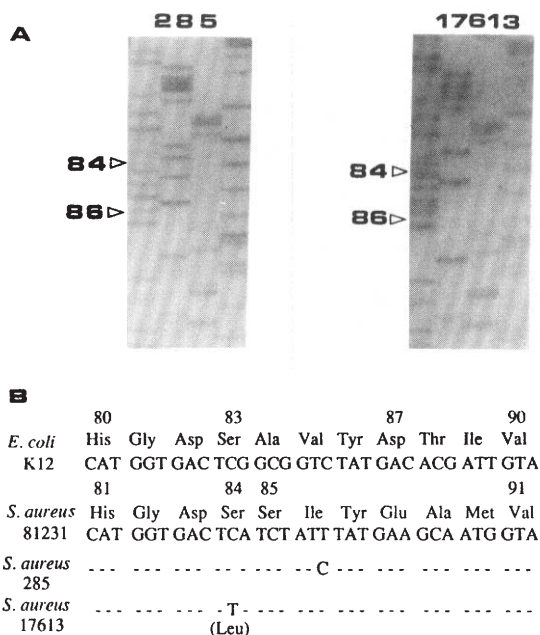 A
285
17613
84
86
84
86
B
80 83 87 90
E. coli His Gly Asp Ser Ala Val Tyr Asp Thr Ile Val
K12 CAT GGT GAC TCG GCG GTC TAT GAC ACG ATT GTA
81 84 85 91
S. aureus His Gly Asp Ser Ser Ile Tyr Glu Ala Met Val
81231 CAT GGT GAC TCA TCT ATT TAT GAA GCA ATG GTA
S. aureus --- --- --- --- --- --C --- --- --- --- ---
285
S. aureus --- --- --- -T- --- --- --- --- --- --- ---
17613 (Leu)